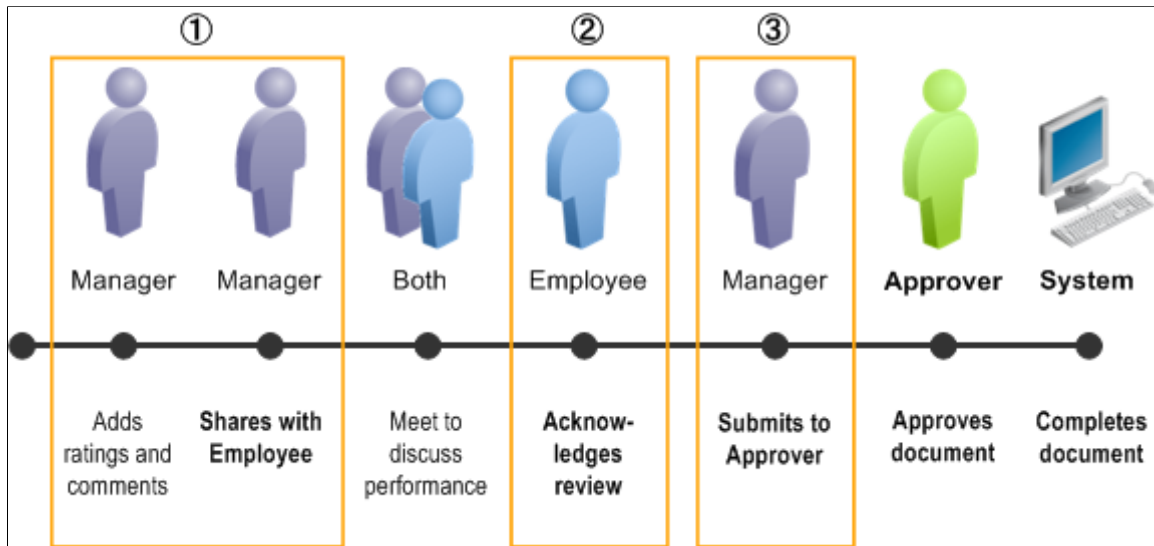 ① ② ③
Manager Manager Both Employee Manager Approver System
Adds
ratings and
comments
Shares with
Employee
Meet to
discuss
performance
Acknow-
ledges
review
Submits to
Approver
Approves
document
Completes
document